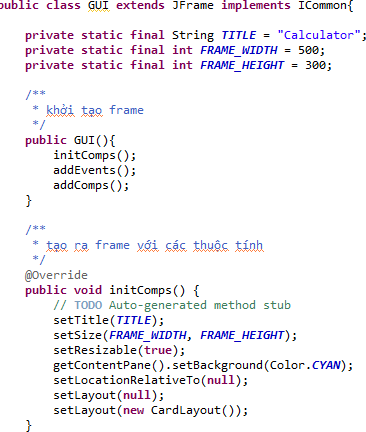 public class GUI extends JFrame implements ICommon{
private static final String TITLE = "Calculator";
private static final int FRAME_WIDTH = 500;
private static final int FRAME_HEIGHT = 300;
/**
* khởi tạo frame
*/
public GUI(){
initComps();
addEvents();
addComps();
}
/**
* tạo ra frame với các thuộc tính
*/
@Override
public void initComps() {
// TODO Auto-generated method stub
setTitle(TITLE);
setSize(FRAME_WIDTH, FRAME_HEIGHT);
setResizable(true);
getContentPane().setBackground(Color.CYAN);
setLocationRelativeTo(null);
setLayout(null);
setLayout(new CardLayout());
}